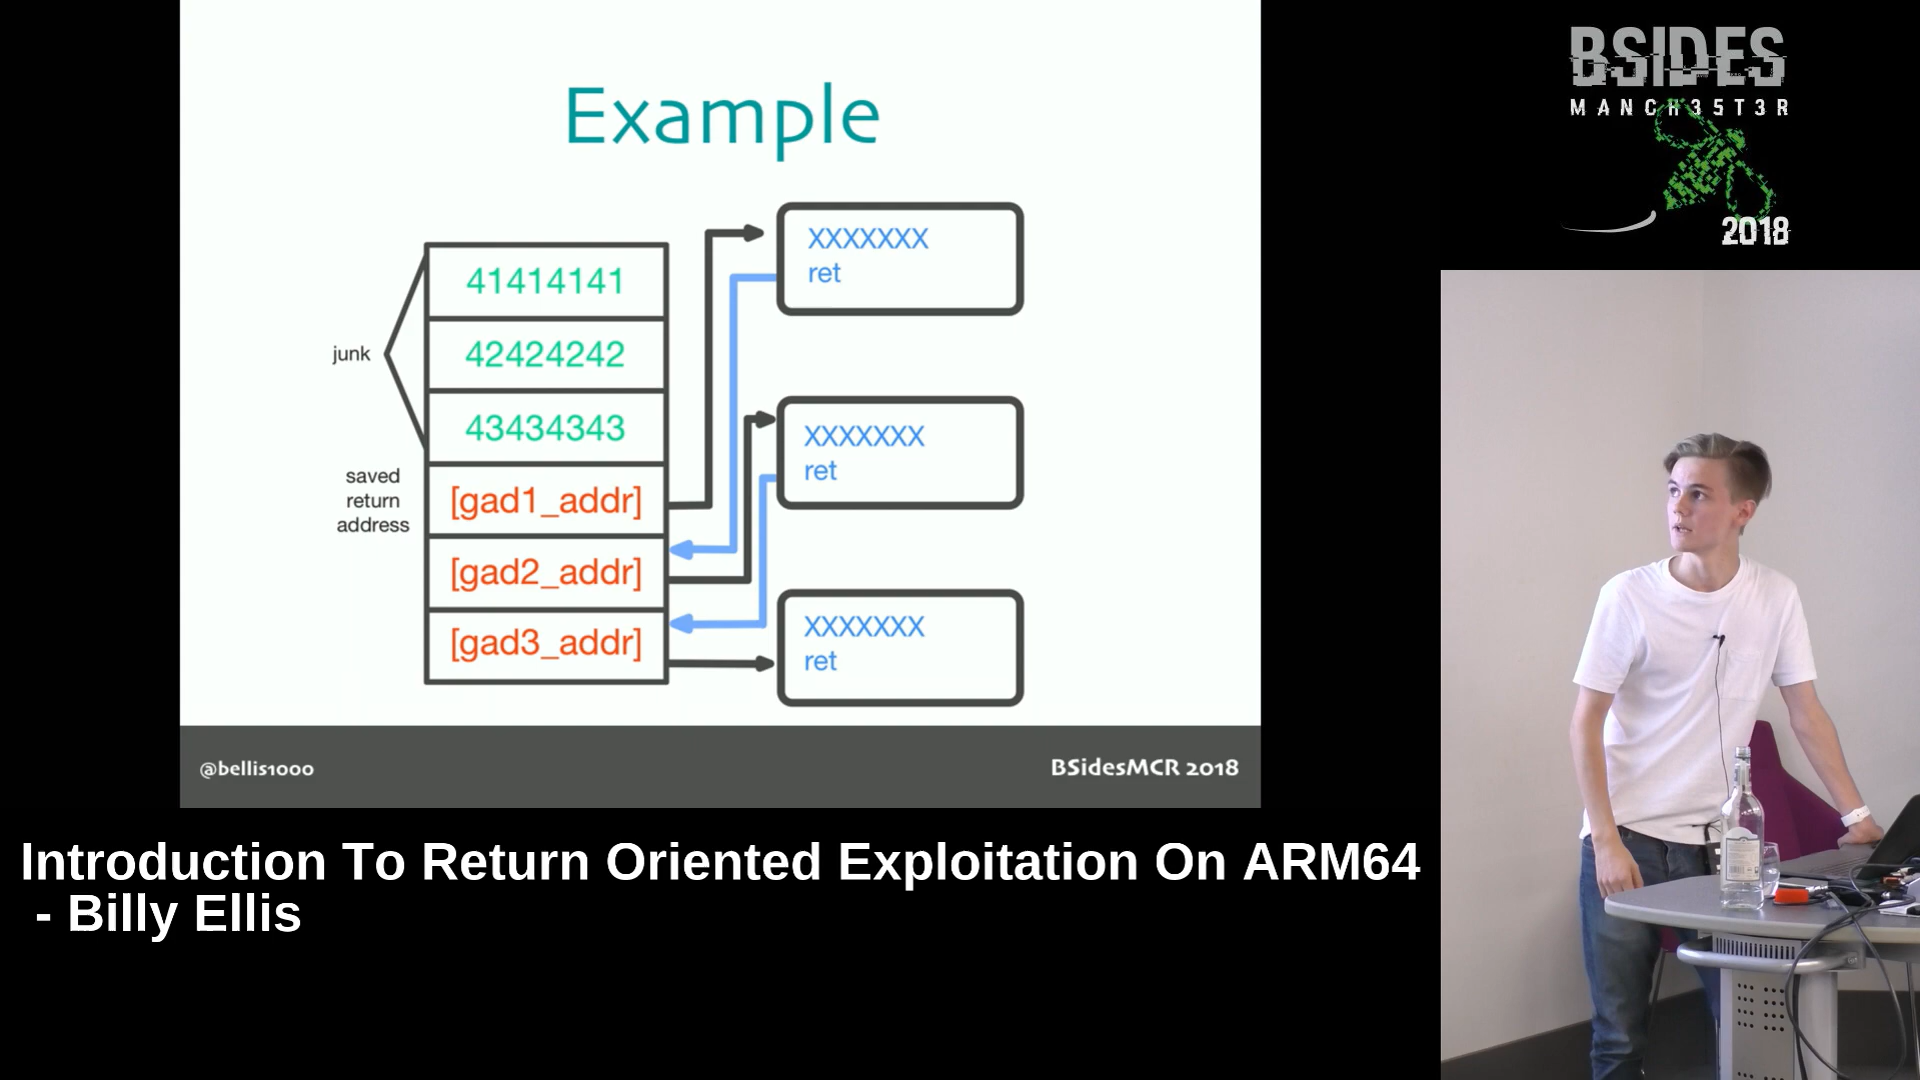 Example
junk
41414141
42424242
43434343
saved
return
address
[gad1_addr]
[gad2_addr]
[gad3_addr]
XXXXXXX
ret
XXXXXXX
ret
XXXXXXX
ret
@bellis1000
BSidesMCR 2018
BSIDES
MANCH35T3R
2018
Introduction To Return Oriented Exploitation On ARM64
- Billy Ellis